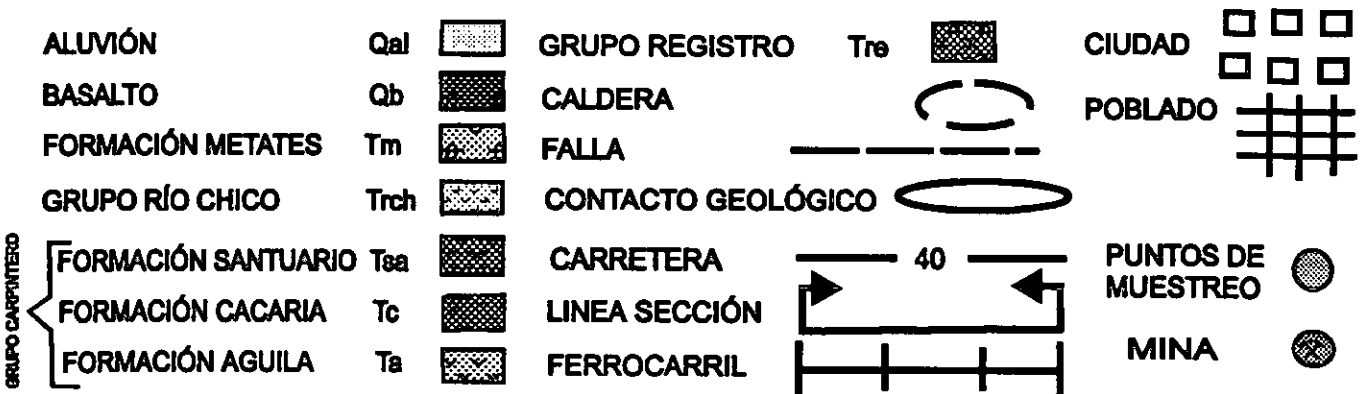 ALUVIÓN Qal
BASALTO Qb
FORMACIÓN METATES Tm
GRUPO RÍO CHICO Trch
GRUPO CARPINTERO
FORMACIÓN SANTUARIO Tsa
FORMACIÓN CACARIA Tc
FORMACIÓN AGUILA Ta
GRUPO REGISTRO Tre
CALDERA
FALLA
CONTACTO GEOLÓGICO
CARRETERA 40
LINEA SECCIÓN
FERROCARRIL
CIUDAD
POBLADO
PUNTOS DE
MUESTREO
MINA